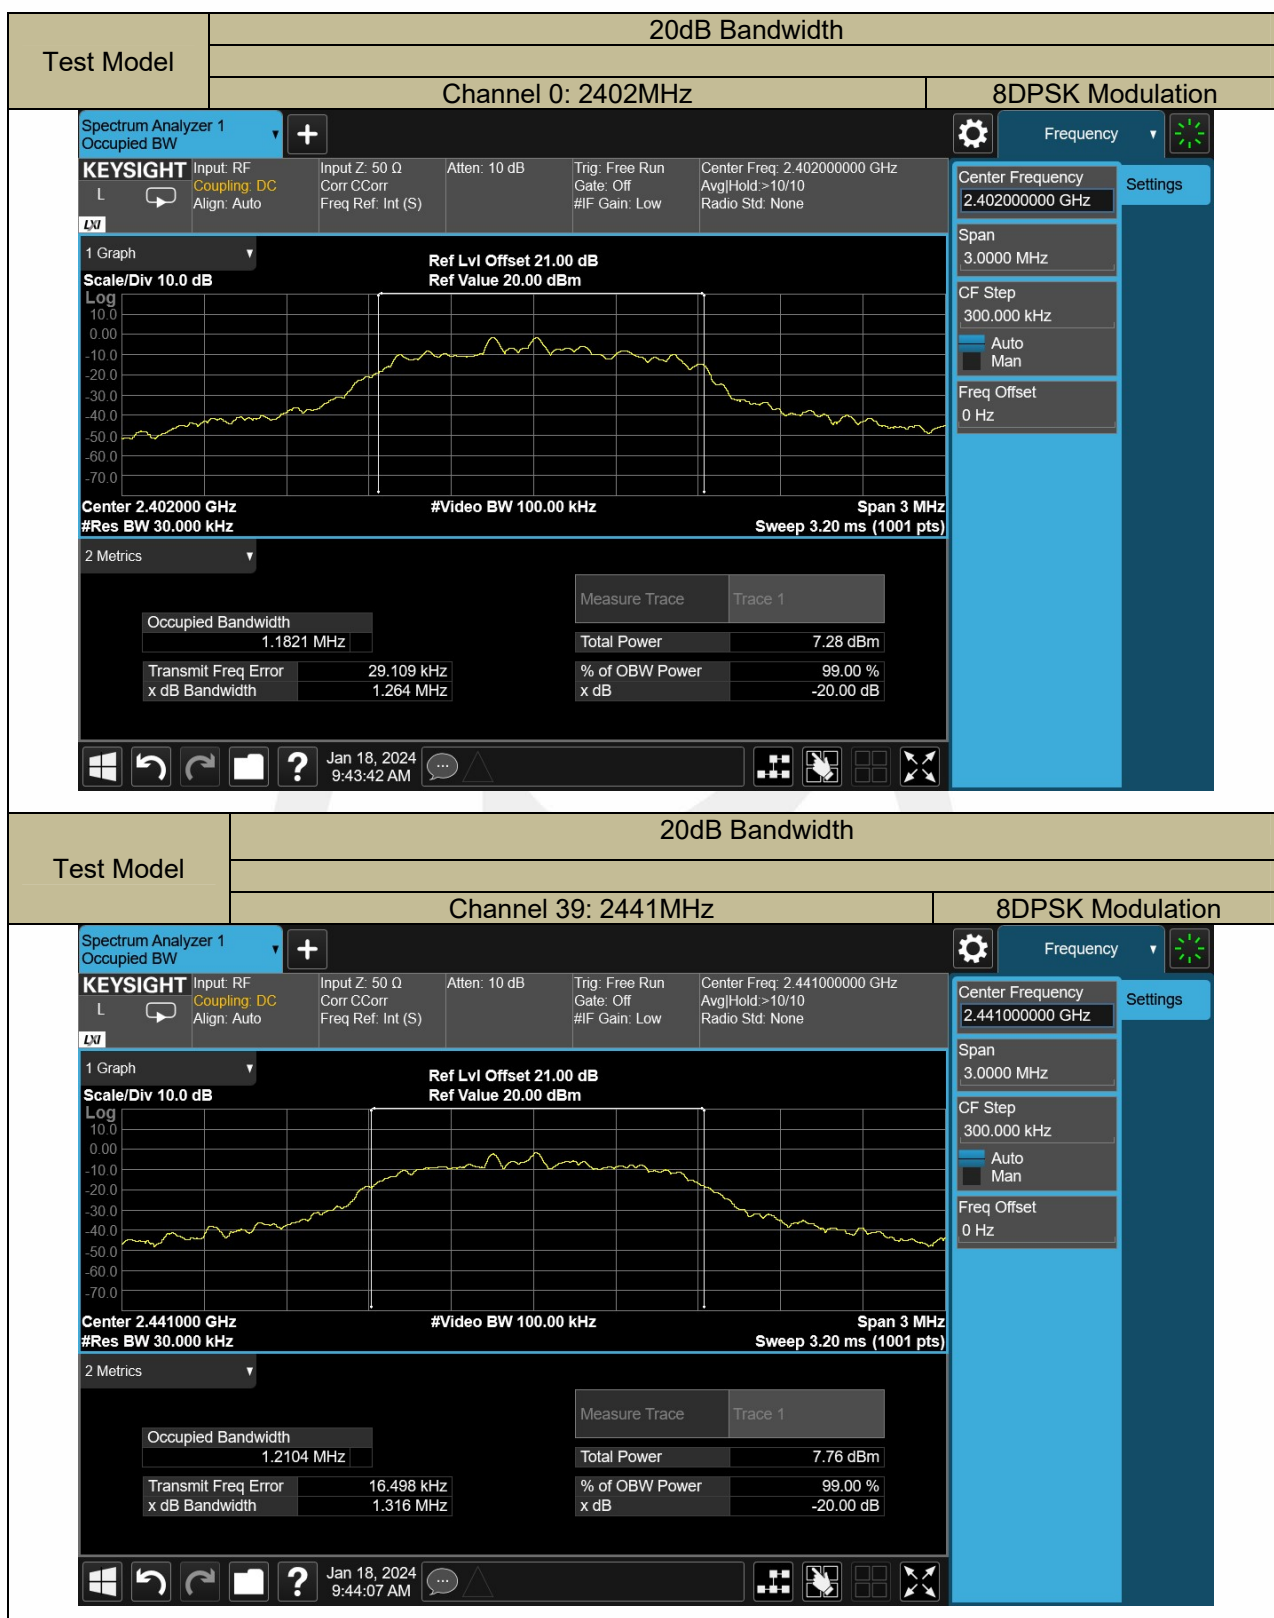 Test Model
20dB Bandwidth
Channel 0: 2402MHz
8DPSK Modulation
Spectrum Analyzer 1
Occupied BW
Frequency
KEYSIGHT
L
LXI
Input: RF
Coupling: DC
Align: Auto
Input Z: 50 Ω
Corr CCorr
Freq Ref: Int (S)
Atten: 10 dB
Trig: Free Run
Gate: Off
#IF Gain: Low
Center Freq: 2.402000000 GHz
Avg|Hold:>10/10
Radio Std: None
Center Frequency
2.402000000 GHz
Settings
Span
3.0000 MHz
CF Step
300.000 kHz
Auto
Man
Freq Offset
0 Hz
1 Graph
Scale/Div 10.0 dB
Ref Lvl Offset 21.00 dB
Ref Value 20.00 dBm
Log
10.0
0.00
-10.0
-20.0
-30.0
-40.0
-50.0
-60.0
-70.0
Center 2.402000 GHz
#Res BW 30.000 kHz
#Video BW 100.00 kHz
Span 3 MHz
Sweep 3.20 ms (1001 pts)
2 Metrics
Measure Trace Trace 1
Occupied Bandwidth
1.1821 MHz
Total Power 7.28 dBm
Transmit Freq Error 29.109 kHz
x dB Bandwidth 1.264 MHz
% of OBW Power 99.00 %
x dB -20.00 dB
?
Jan 18, 2024
9:43:42 AM
Test Model
20dB Bandwidth
Channel 39: 2441MHz
8DPSK Modulation
Spectrum Analyzer 1
Occupied BW
Frequency
KEYSIGHT
L
LXI
Input: RF
Coupling: DC
Align: Auto
Input Z: 50 Ω
Corr CCorr
Freq Ref: Int (S)
Atten: 10 dB
Trig: Free Run
Gate: Off
#IF Gain: Low
Center Freq: 2.441000000 GHz
Avg|Hold:>10/10
Radio Std: None
Center Frequency
2.441000000 GHz
Settings
Span
3.0000 MHz
CF Step
300.000 kHz
Auto
Man
Freq Offset
0 Hz
1 Graph
Scale/Div 10.0 dB
Ref Lvl Offset 21.00 dB
Ref Value 20.00 dBm
Log
10.0
0.00
-10.0
-20.0
-30.0
-40.0
-50.0
-60.0
-70.0
Center 2.441000 GHz
#Res BW 30.000 kHz
#Video BW 100.00 kHz
Span 3 MHz
Sweep 3.20 ms (1001 pts)
2 Metrics
Measure Trace Trace 1
Occupied Bandwidth
1.2104 MHz
Total Power 7.76 dBm
Transmit Freq Error 16.498 kHz
x dB Bandwidth 1.316 MHz
% of OBW Power 99.00 %
x dB -20.00 dB
?
Jan 18, 2024
9:44:07 AM